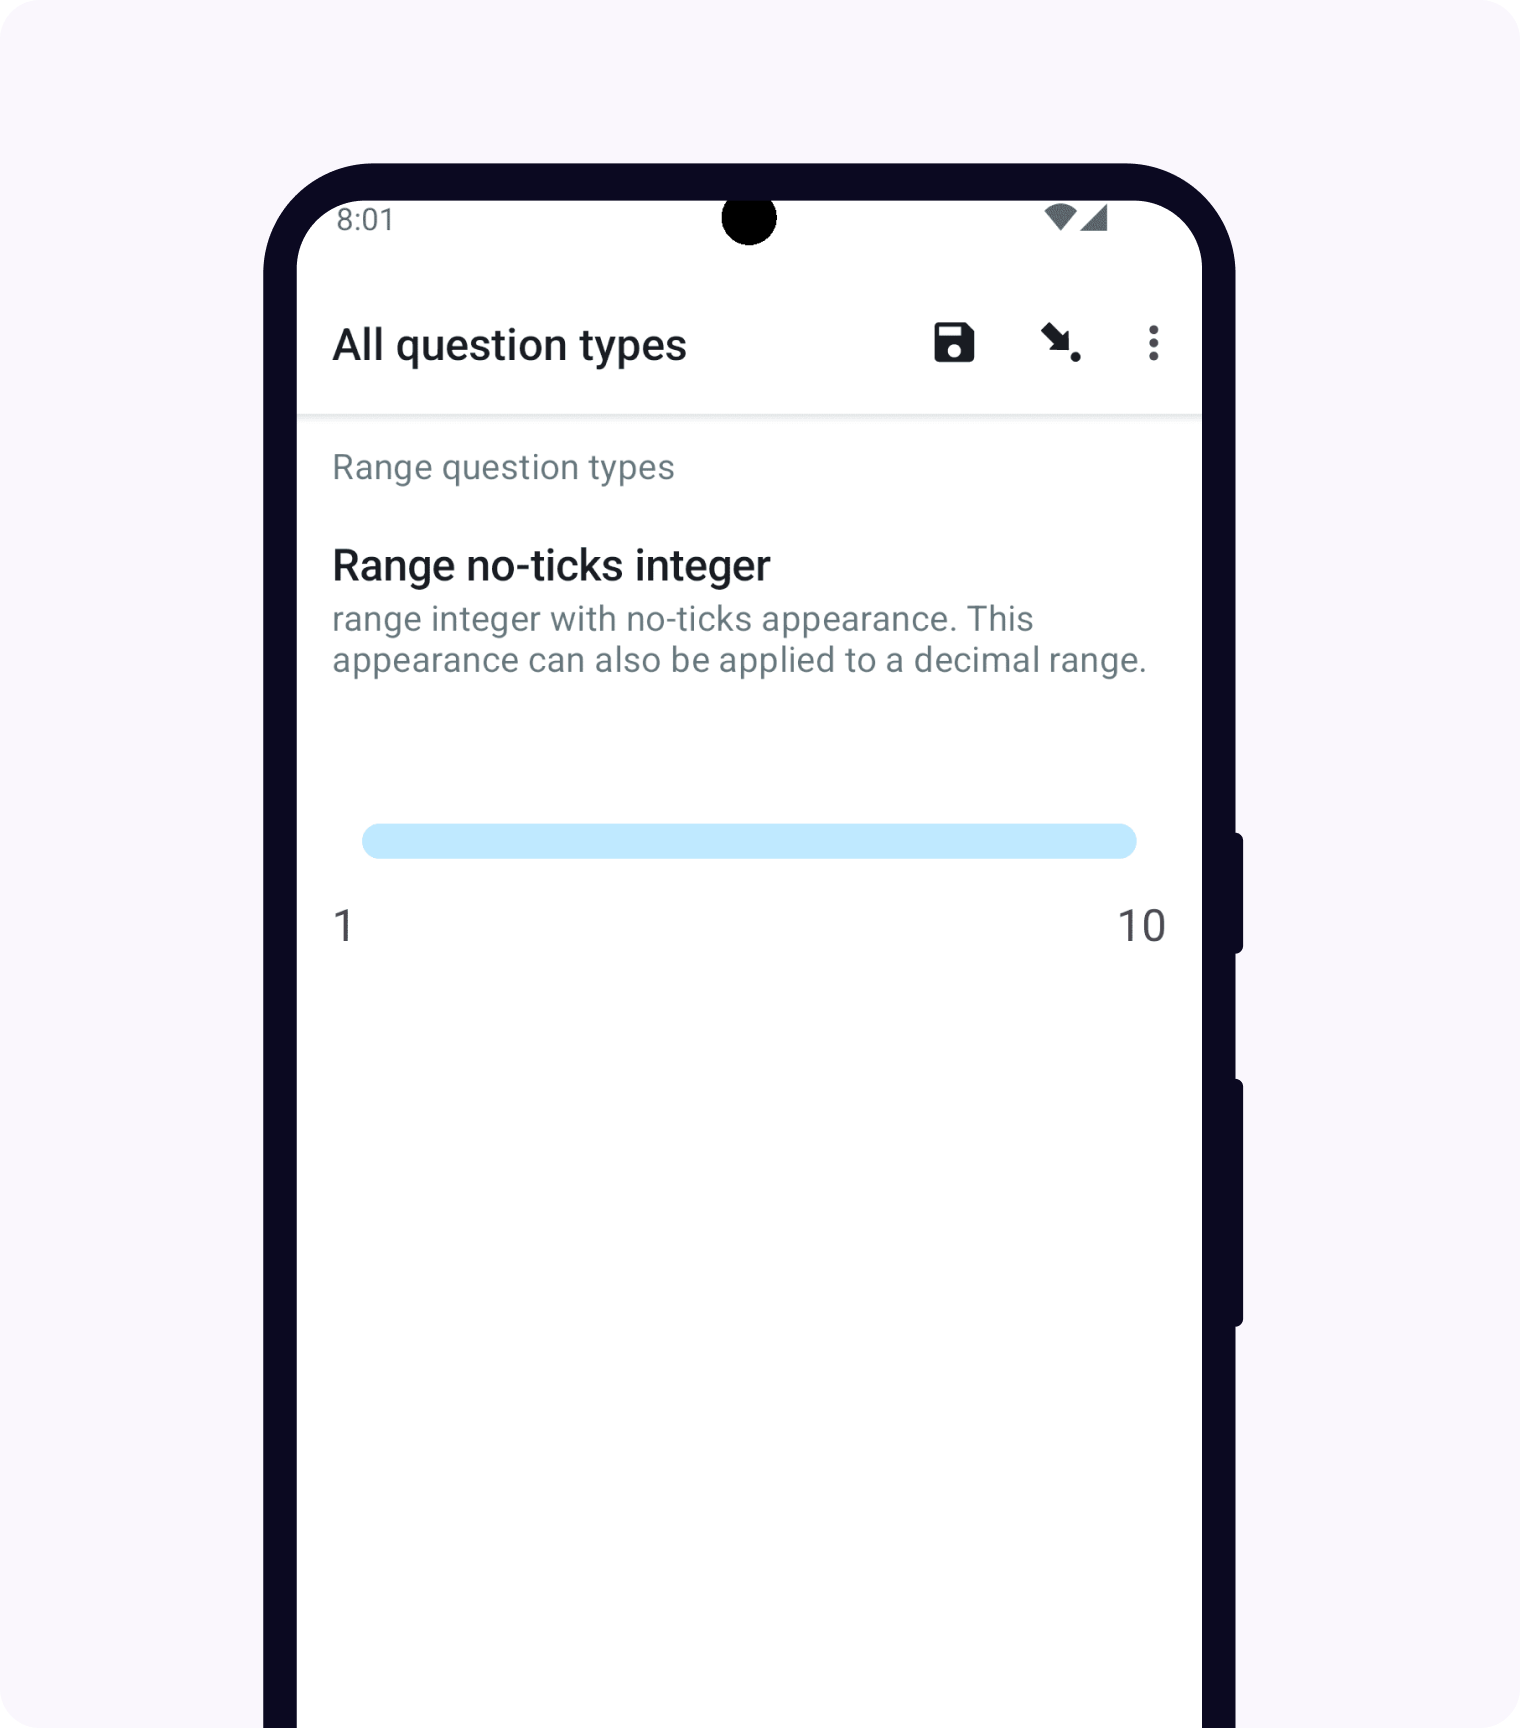 8:01
All question types
Range question types
Range no-ticks integer
range integer with no-ticks appearance. This
appearance can also be applied to a decimal range.
1 10